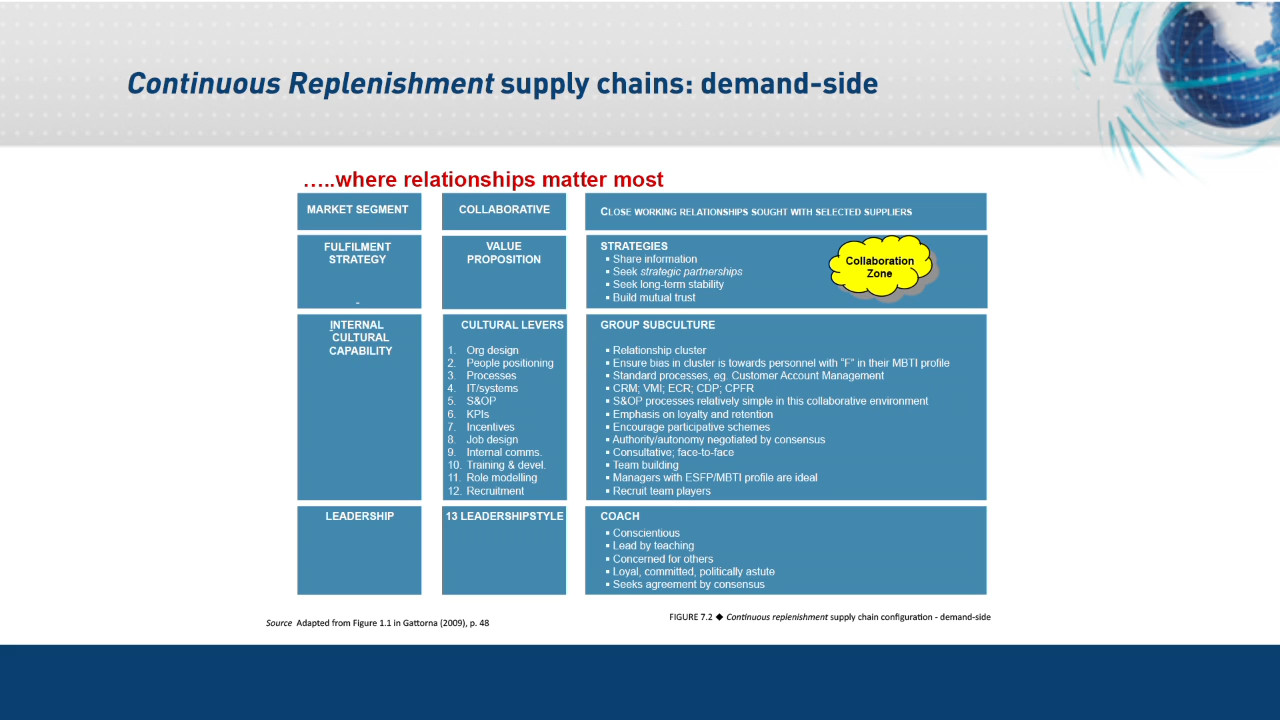 Continuous Replenishment supply chains: demand-side
…..where relationships matter most
MARKET SEGMENT
COLLABORATIVE
CLOSE WORKING RELATIONSHIPS SOUGHT WITH SELECTED SUPPLIERS
FULFILMENT
STRATEGY
-
VALUE
PROPOSITION
STRATEGIES
▪ Share information
▪ Seek strategic partnerships
▪ Seek long-term stability
▪ Build mutual trust
Collaboration
Zone
INTERNAL
CULTURAL
CAPABILITY
CULTURAL LEVERS
1. Org design
2. People positioning
3. Processes
4. IT/systems
5. S&OP
6. KPIs
7. Incentives
8. Job design
9. Internal comms.
10. Training & devel.
11. Role modelling
12. Recruitment
GROUP SUBCULTURE
▪ Relationship cluster
▪ Ensure bias in cluster is towards personnel with "F" in their MBTI profile
▪ Standard processes, eg. Customer Account Management
▪ CRM; VMI; ECR; CDP; CPFR
▪ S&OP processes relatively simple in this collaborative environment
▪ Emphasis on loyalty and retention
▪ Encourage participative schemes
▪ Authority/autonomy negotiated by consensus
▪ Consultative; face-to-face
▪ Team building
▪ Managers with ESFP/MBTI profile are ideal
▪ Recruit team players
LEADERSHIP
13 LEADERSHIPSTYLE
COACH
▪ Conscientious
▪ Lead by teaching
▪ Concerned for others
▪ Loyal, committed, politically astute
▪ Seeks agreement by consensus
Source Adapted from Figure 1.1 in Gattorna (2009), p. 48
FIGURE 7.2 ◆ Continuous replenishment supply chain configuration - demand-side